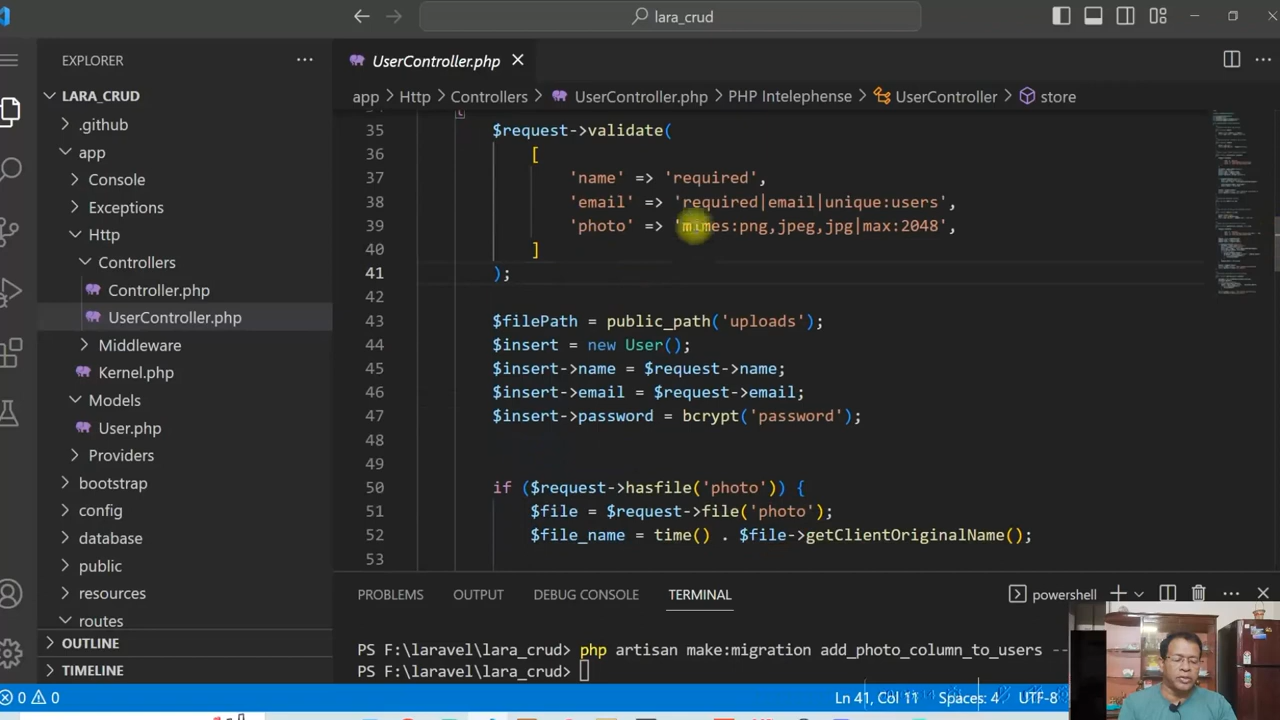 lara_crud
EXPLORER
UserController.php
LARA_CRUD
app > Http > Controllers > UserController.php > PHP Intelephense > UserController > store
.github
app
Console
Exceptions
Http
Controllers
Controller.php
UserController.php
Middleware
Kernel.php
Models
User.php
Providers
bootstrap
config
database
public
resources
routes
OUTLINE
TIMELINE
35 $request->validate(
36 [
37 'name' => 'required',
38 'email' => 'required|email|unique:users',
39 'photo' => 'mimes:png,jpeg,jpg|max:2048',
40 ]
41 );
42
43 $filePath = public_path('uploads');
44 $insert = new User();
45 $insert->name = $request->name;
46 $insert->email = $request->email;
47 $insert->password = bcrypt('password');
48
49
50 if ($request->hasfile('photo')) {
51 $file = $request->file('photo');
52 $file_name = time() . $file->getClientOriginalName();
53
PROBLEMS OUTPUT DEBUG CONSOLE TERMINAL powershell
PS F:\laravel\lara_crud> php artisan make:migration add_photo_column_to_users --
PS F:\laravel\lara_crud>
0 0 Ln 41, Col 11 Spaces: 4 UTF-8